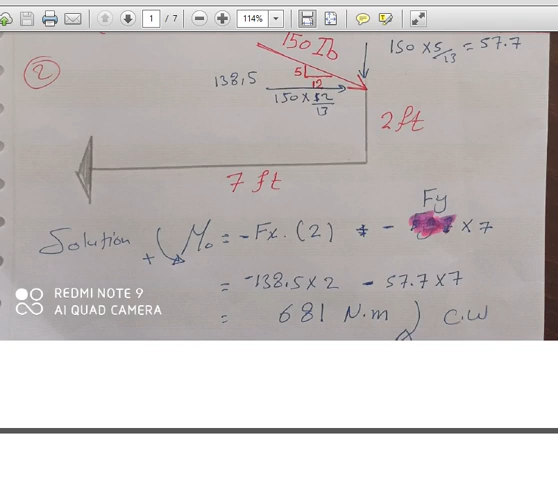 1 / 7 114%
2
150 Ib
150 × 5/13 = 57.7
5
12
138,5
150 × 12/13
2 ft
7 ft
Solution + M₀ = -Fx. (2) - Fy × 7
= -138.5 × 2 - 57.7 × 7
= 681 N.m ) C.W
REDMI NOTE 9
AI QUAD CAMERA